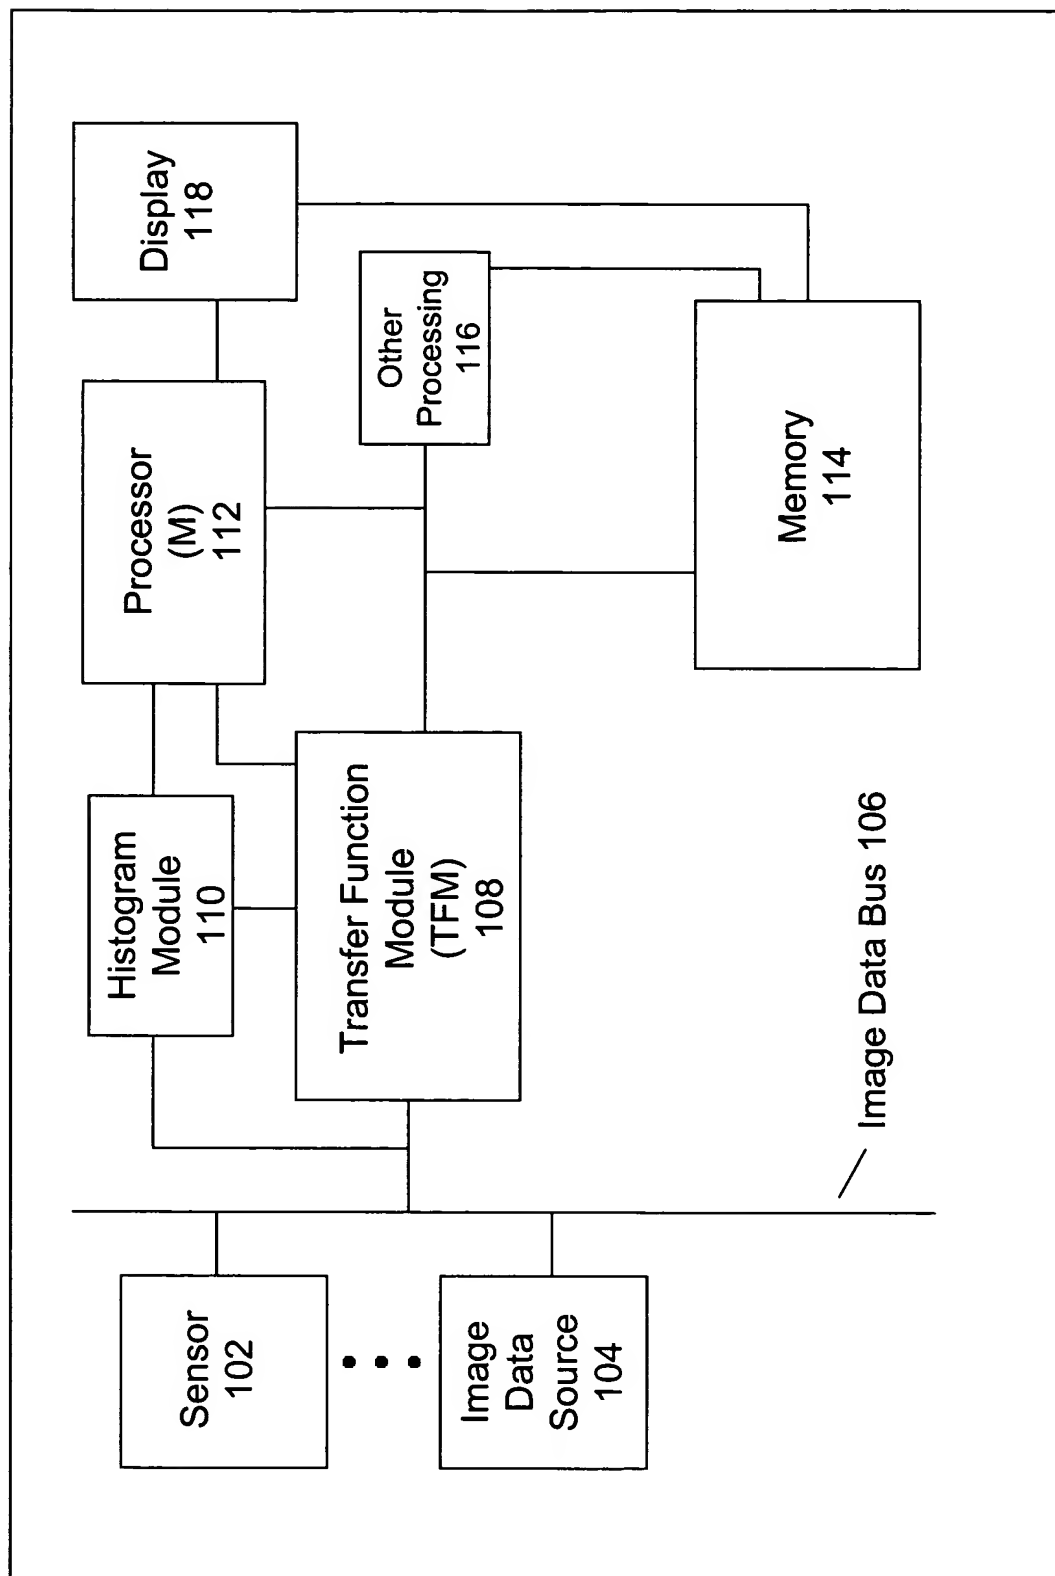 Sensor
102
Image
Data
Source
104
Image Data Bus 106
Histogram
Module
110
Transfer Function
Module
(TFM)
108
Processor
(M)
112
Other
Processing
116
Memory
114
Display
118